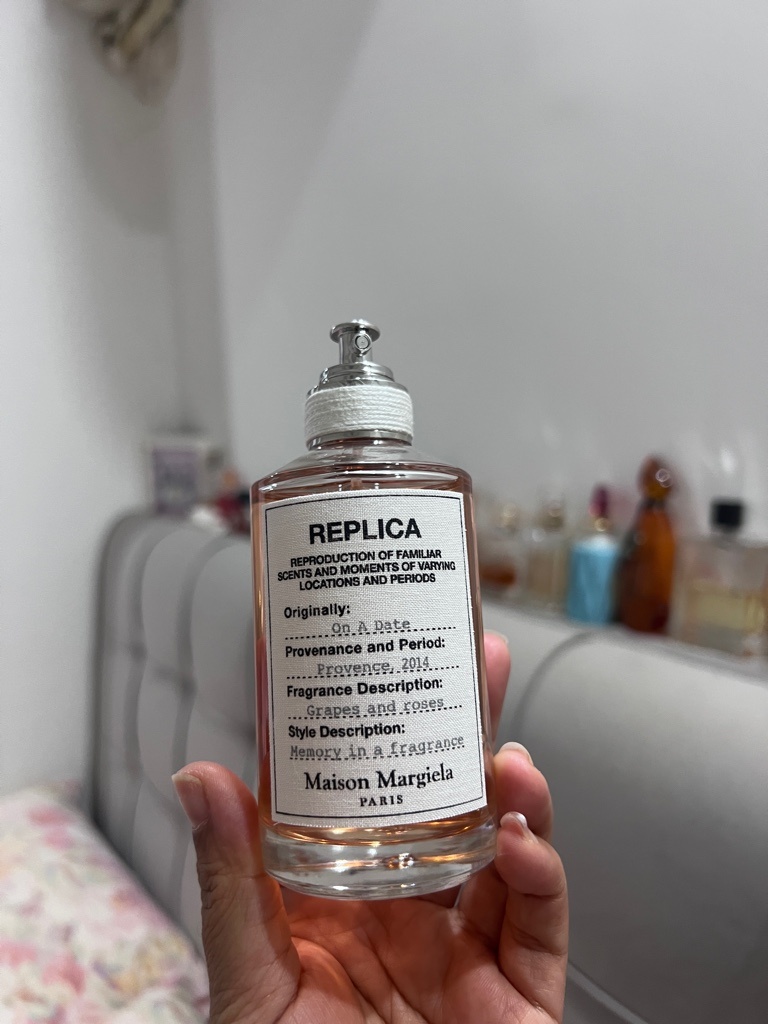 REPLICA
REPRODUCTION OF FAMILIAR
SCENTS AND MOMENTS OF VARYING
LOCATIONS AND PERIODS
Originally:
On A Date
Provenance and Period:
Provence, 2014
Fragrance Description:
Grapes and roses
Style Description:
Memory in a fragrance
Maison Margiela
PARIS